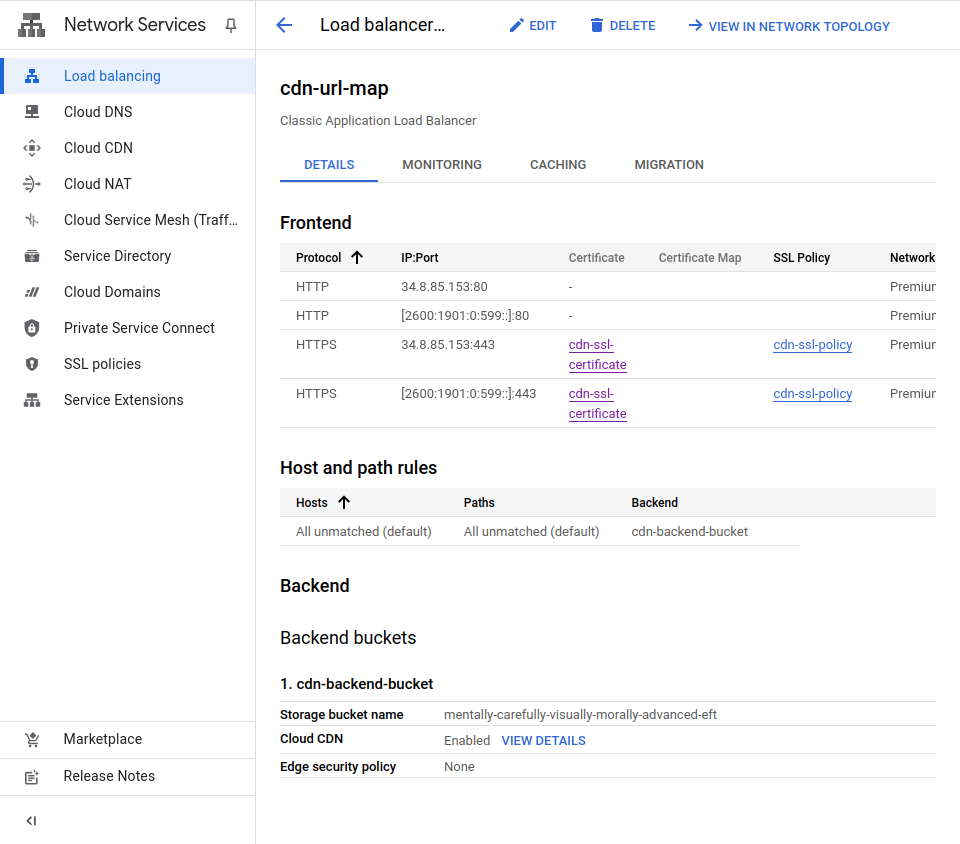 Network Services
Load balancer…
EDIT
DELETE
VIEW IN NETWORK TOPOLOGY
Load balancing
Cloud DNS
Cloud CDN
Cloud NAT
Cloud Service Mesh (Traff…
Service Directory
Cloud Domains
Private Service Connect
SSL policies
Service Extensions
Marketplace
Release Notes
cdn-url-map
Classic Application Load Balancer
DETAILS MONITORING CACHING MIGRATION
Frontend
Protocol IP:Port Certificate Certificate Map SSL Policy Network
HTTP 34.8.85.153:80 - Premium
HTTP [2600:1901:0:599::]:80 - Premium
HTTPS 34.8.85.153:443 cdn-ssl- cdn-ssl-policy Premium
certificate
HTTPS [2600:1901:0:599::]:443 cdn-ssl- cdn-ssl-policy Premium
certificate
Host and path rules
Hosts Paths Backend
All unmatched (default) All unmatched (default) cdn-backend-bucket
Backend
Backend buckets
1. cdn-backend-bucket
Storage bucket name mentally-carefully-visually-morally-advanced-eft
Cloud CDN Enabled VIEW DETAILS
Edge security policy None